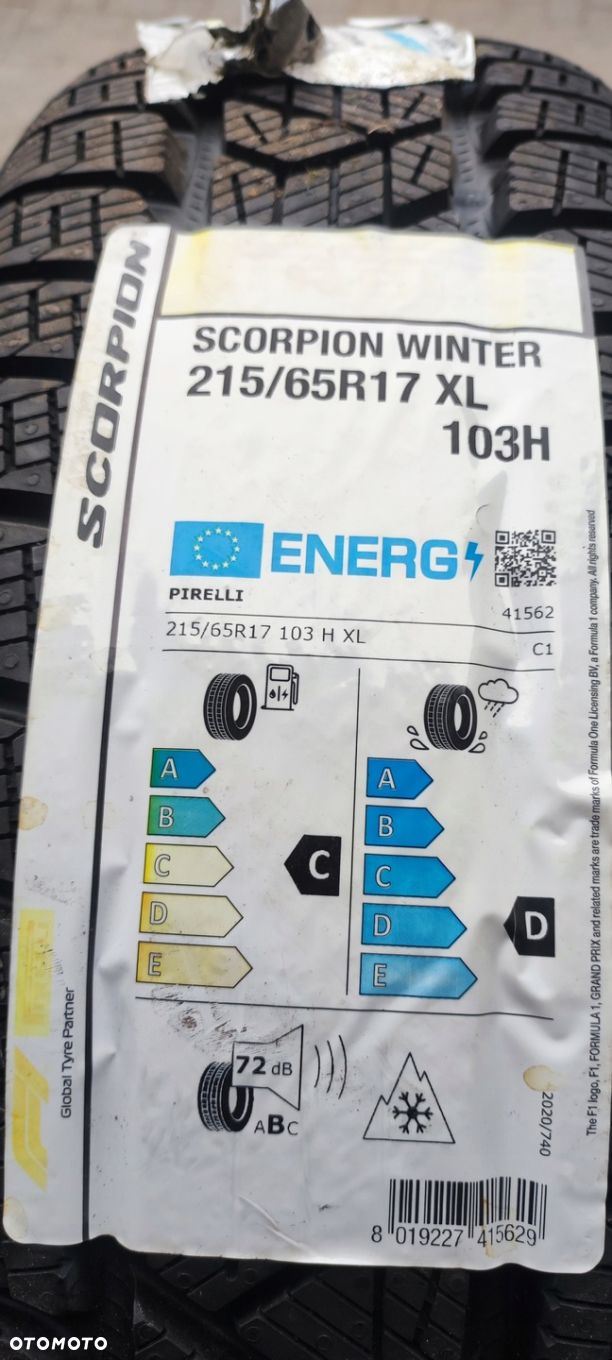 SCORPION
SCORPION WINTER
215/65R17 XL
103H
ENERG
PIRELLI
41562
215/65R17 103 H XL
C1
A
B
C
D
E
C
A
B
C
D
E
D
72 dB
ABC
2020/740
8 019227 415629
Global Tyre Partner
The F1 logo, F1, FORMULA 1, GRAND PRIX and related marks are trade marks of Formula One Licensing BV, a Formula 1 company. All rights reserved
OTOMOTO